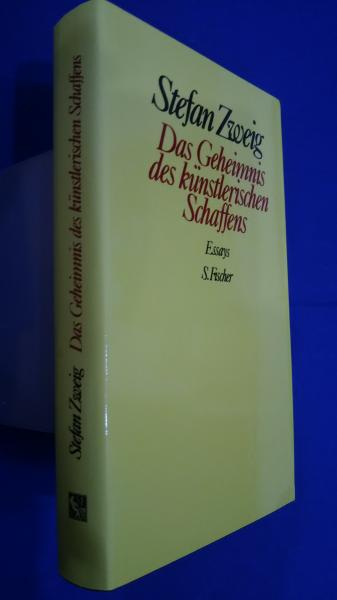 Stefan Zweig
Das Geheimnis
des künstlerischen
Schaffens
Essays
S. Fischer
Stefan Zweig Das Geheimnis des künstlerischen Schaffens